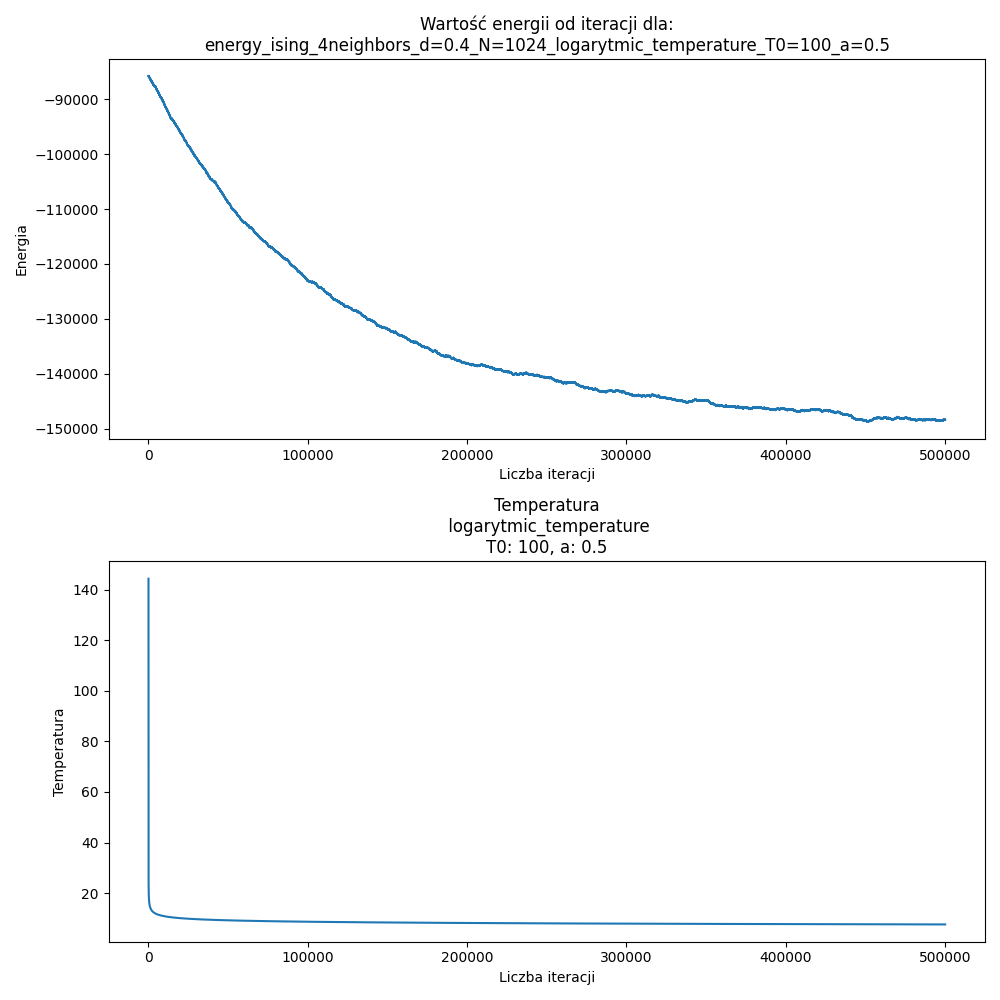 Wartość energii od iteracji dla:
energy_ising_4neighbors_d=0.4_N=1024_logarytmic_temperature_T0=100_a=0.5
−90000
−100000
−110000
−120000
−130000
−140000
−150000
Energia
0 100000 200000 300000 400000 500000
Liczba iteracji
Temperatura
logarytmic_temperature
T0: 100, a: 0.5
140
120
100
80
60
40
20
Temperatura
0 100000 200000 300000 400000 500000
Liczba iteracji